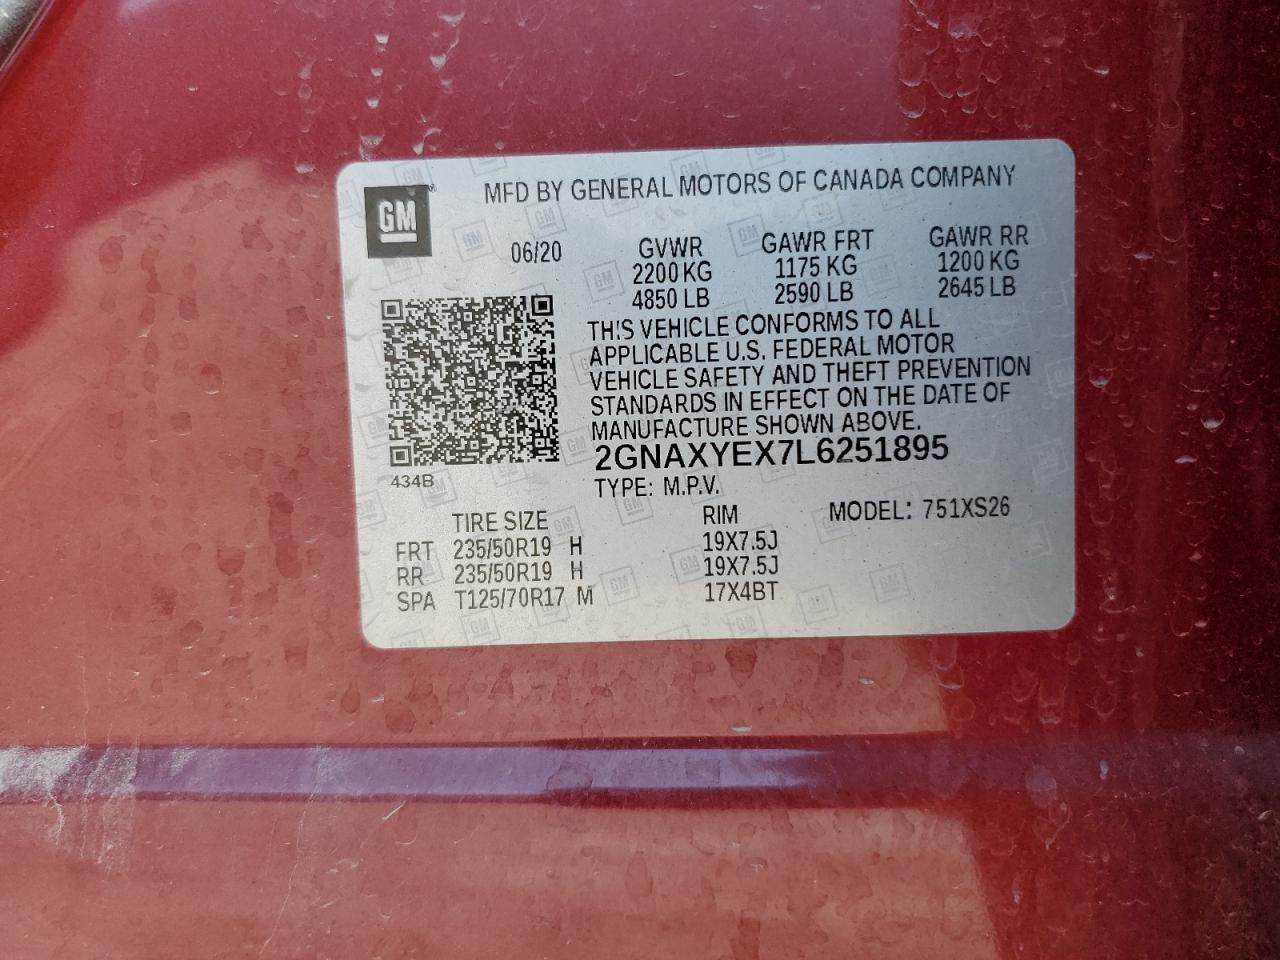 GM
MFD BY GENERAL MOTORS OF CANADA COMPANY
06/20 GVWR GAWR FRT GAWR RR
2200 KG 1175 KG 1200 KG
4850 LB 2590 LB 2645 LB
THIS VEHICLE CONFORMS TO ALL
APPLICABLE U.S. FEDERAL MOTOR
VEHICLE SAFETY AND THEFT PREVENTION
STANDARDS IN EFFECT ON THE DATE OF
MANUFACTURE SHOWN ABOVE.
2GNAXYEX7L6251895
434B
TYPE: M.P.V.
TIRE SIZE RIM MODEL: 751XS26
FRT 235/50R19 H 19X7.5J
RR 235/50R19 H 19X7.5J
SPA T125/70R17 M 17X4BT